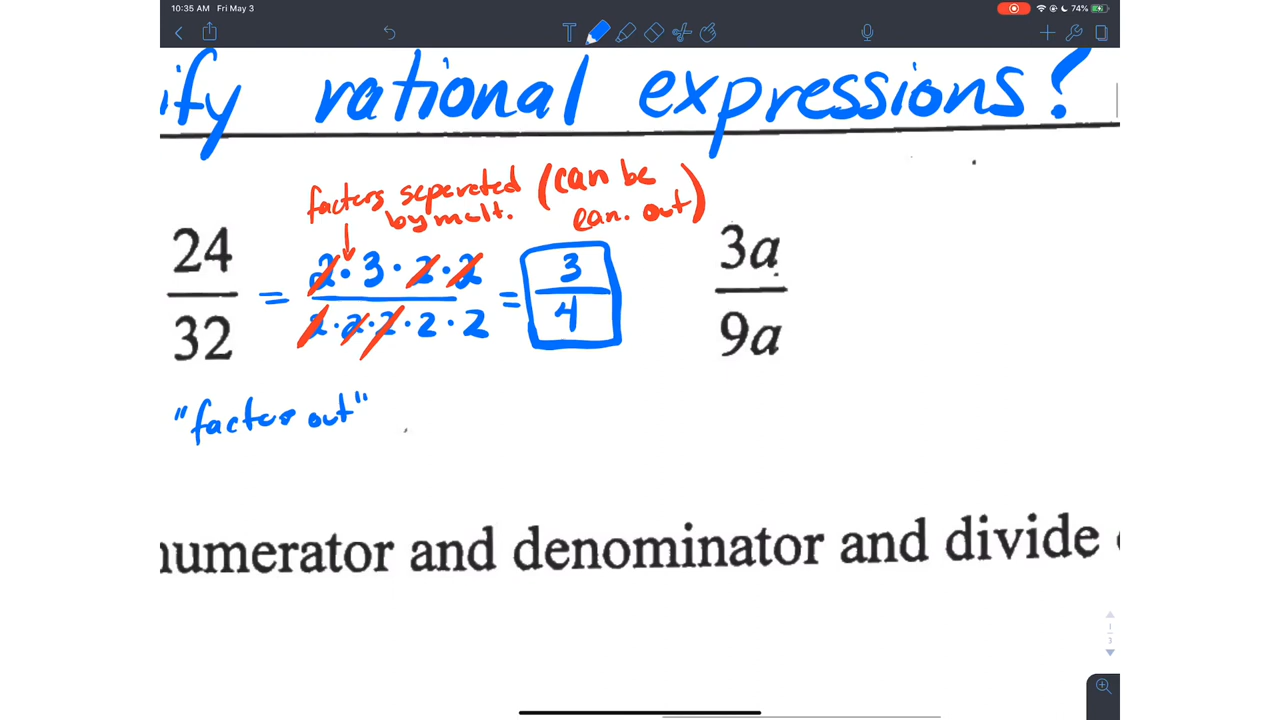 10:35 AM Fri May 3
74%
ify rational expressions?
factors seperated (can be
by mult. can. out)
24/32 = 2·3·2·2/2·2·2·2·2 = 3/4
3a/9a
"factor out"
numerator and denominator and divide
1
3